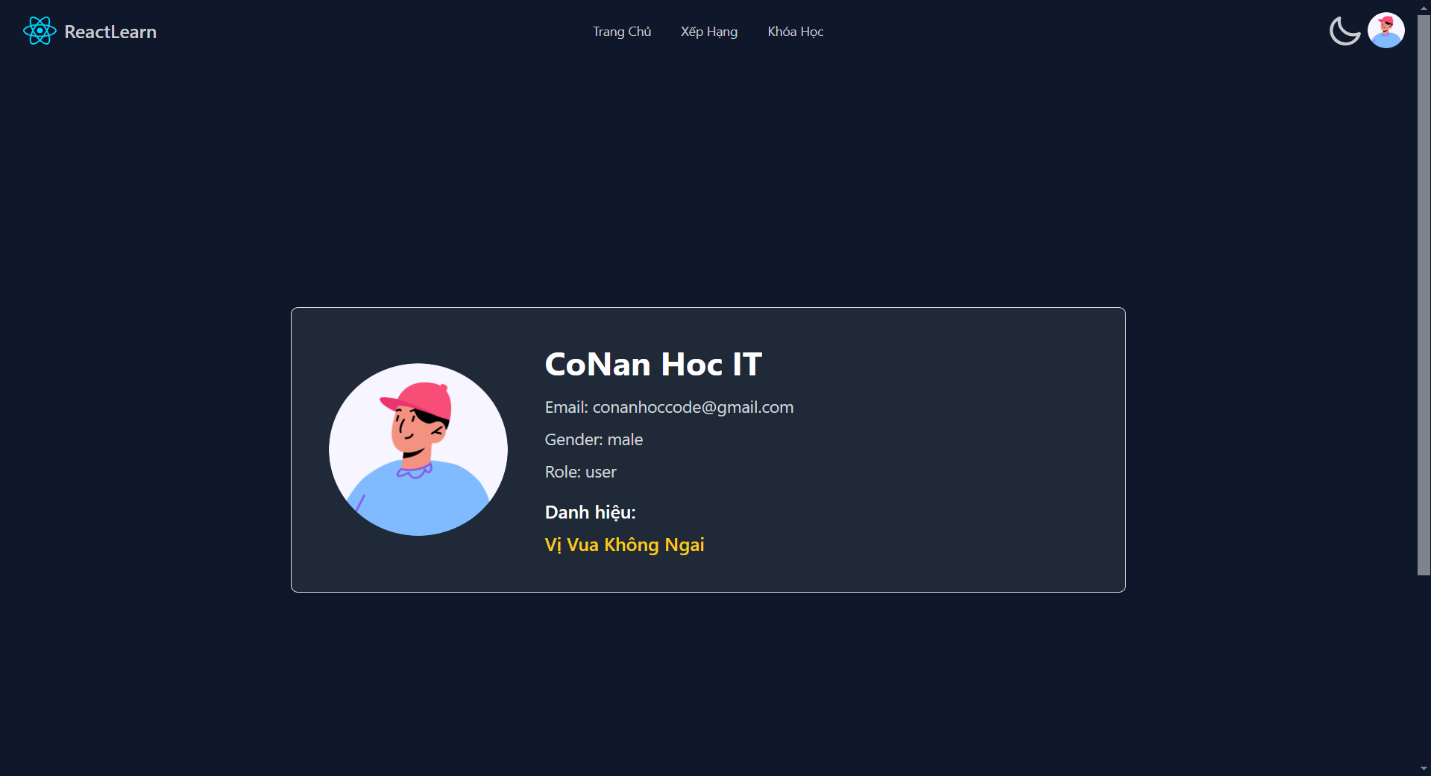 ReactLearn
Trang Chủ
Xếp Hạng
Khóa Học
CoNan Hoc IT
Email: conanhoccode@gmail.com
Gender: male
Role: user
Danh hiệu:
Vị Vua Không Ngai